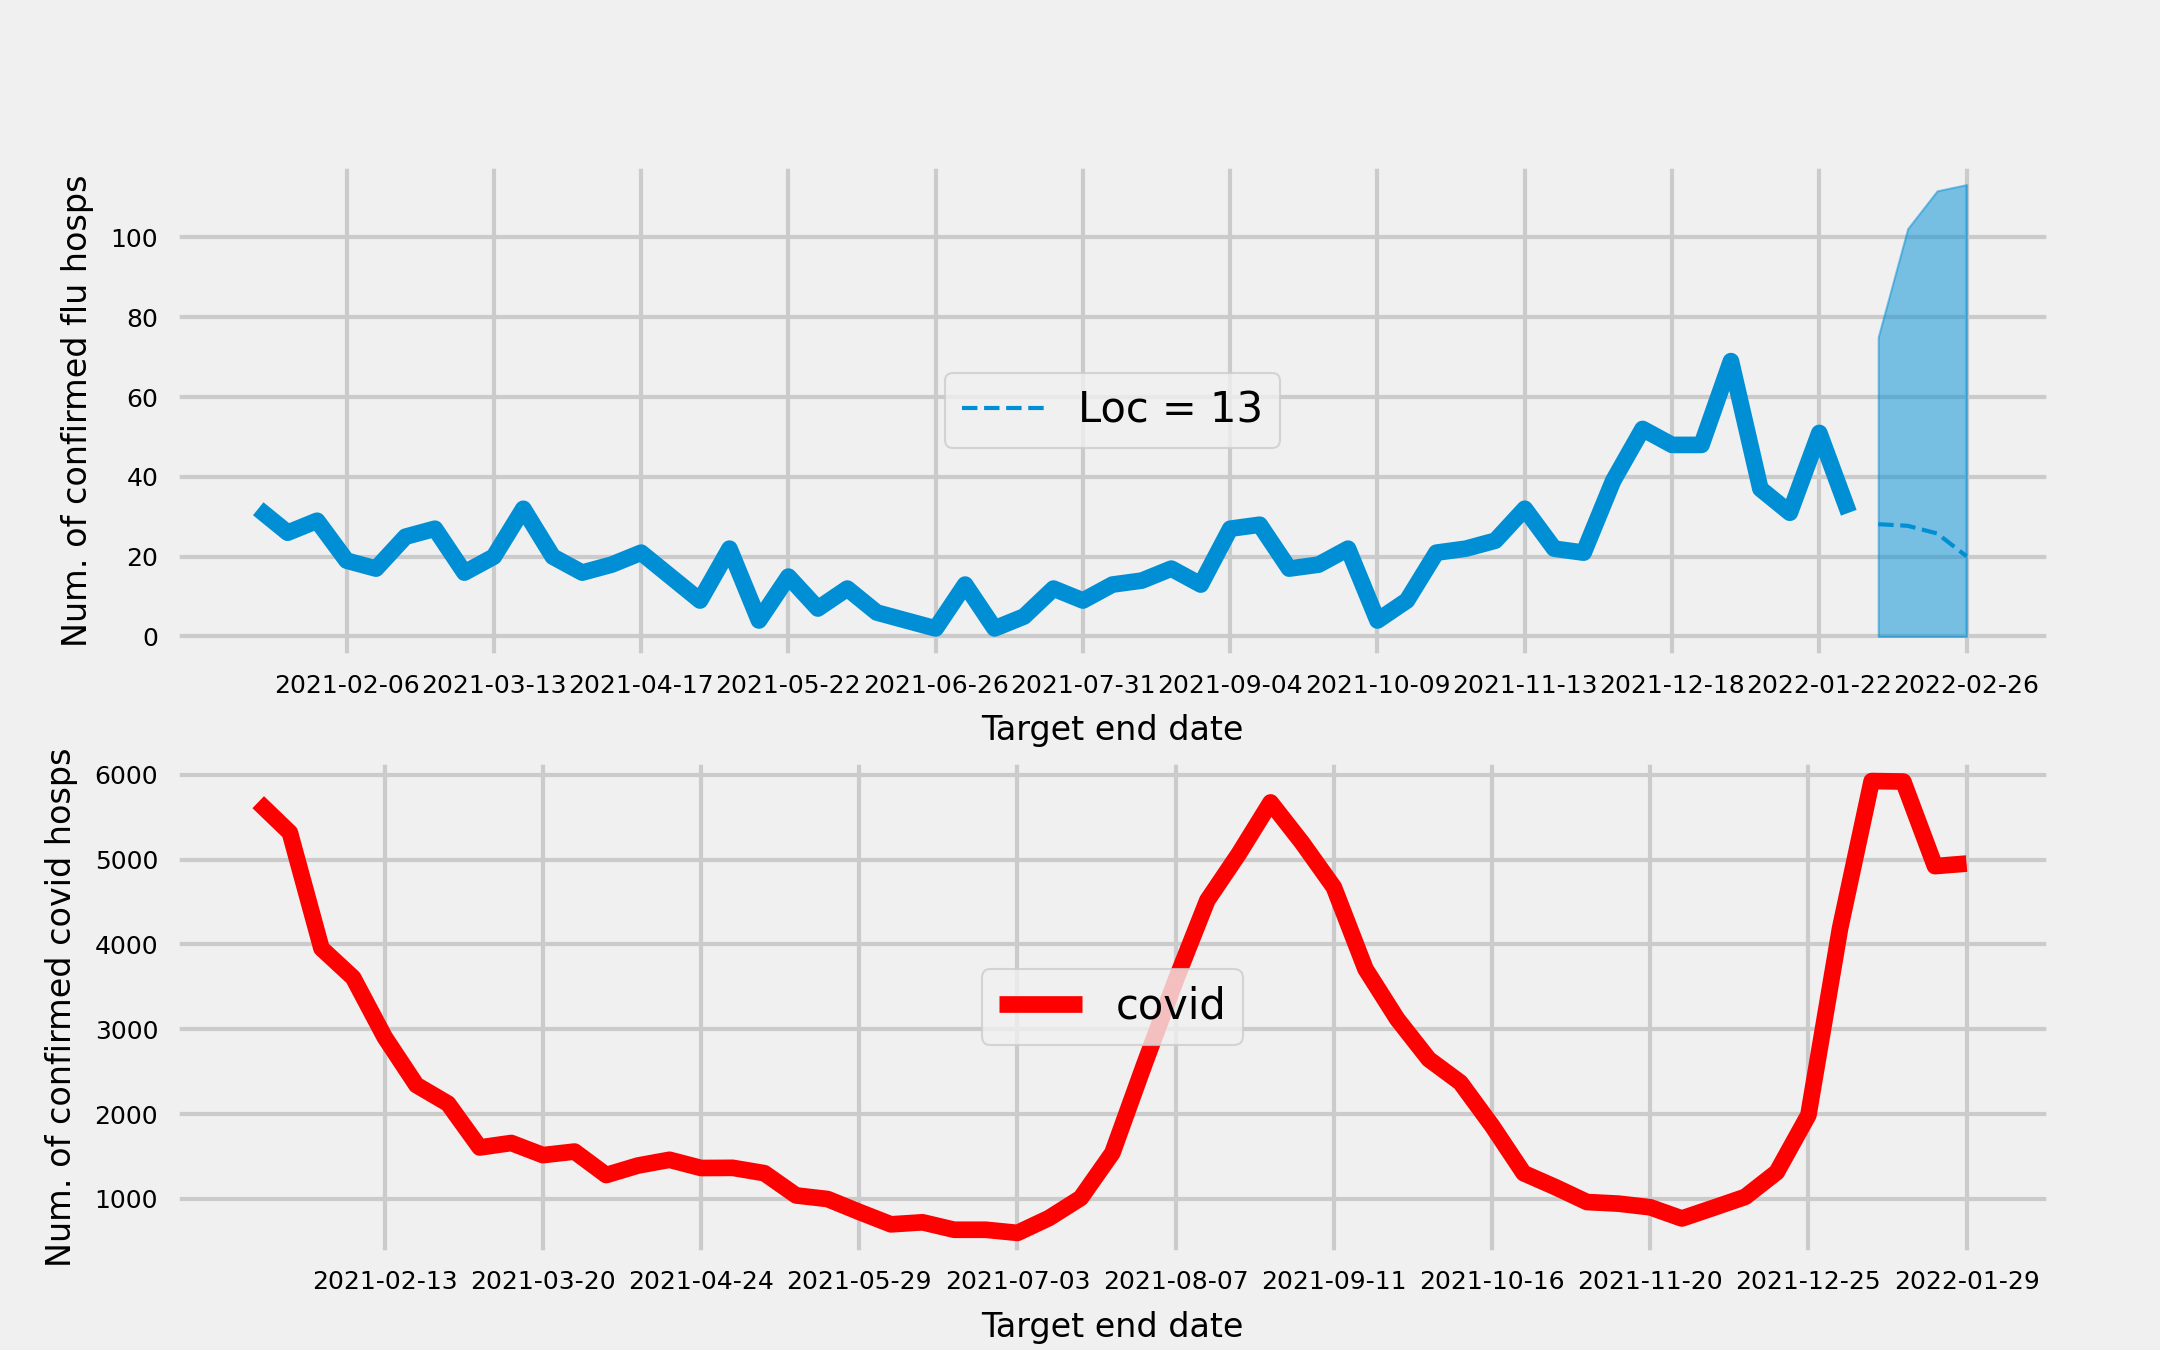 Num. of confirmed flu hosps
100
80
60
40
20
0
Loc = 13
2021-02-06 2021-03-13 2021-04-17 2021-05-22 2021-06-26 2021-07-31 2021-09-04 2021-10-09 2021-11-13 2021-12-18 2022-01-22 2022-02-26
Target end date
Num. of confirmed covid hosps
6000
5000
4000
3000
2000
1000
covid
2021-02-13 2021-03-20 2021-04-24 2021-05-29 2021-07-03 2021-08-07 2021-09-11 2021-10-16 2021-11-20 2021-12-25 2022-01-29
Target end date